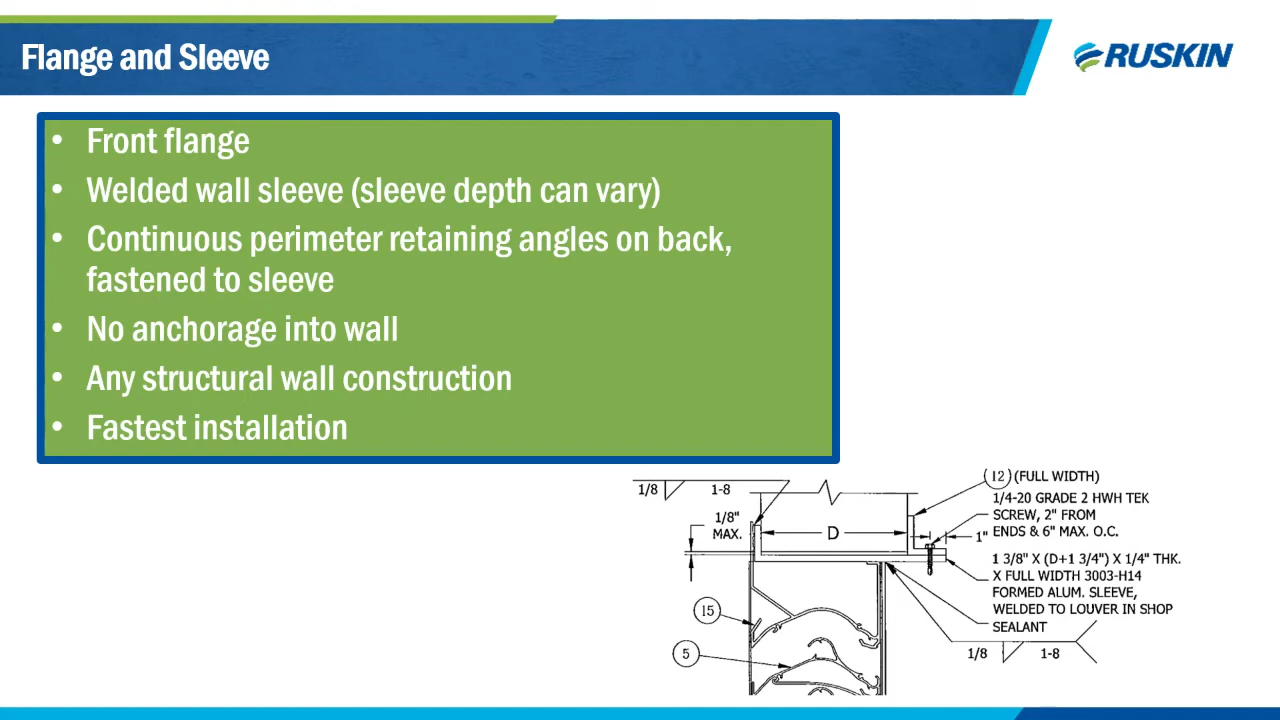 Flange and Sleeve
RUSKIN
• Front flange
• Welded wall sleeve (sleeve depth can vary)
• Continuous perimeter retaining angles on back,
fastened to sleeve
• No anchorage into wall
• Any structural wall construction
• Fastest installation
1/8 1-8
1/8"
MAX.
D
12 (FULL WIDTH)
1/4-20 GRADE 2 HWH TEK
SCREW, 2" FROM
ENDS & 6" MAX. O.C.
1"
1 3/8" X (D+1 3/4") X 1/4" THK.
X FULL WIDTH 3003-H14
FORMED ALUM. SLEEVE,
WELDED TO LOUVER IN SHOP
SEALANT
15
5
1/8 1-8